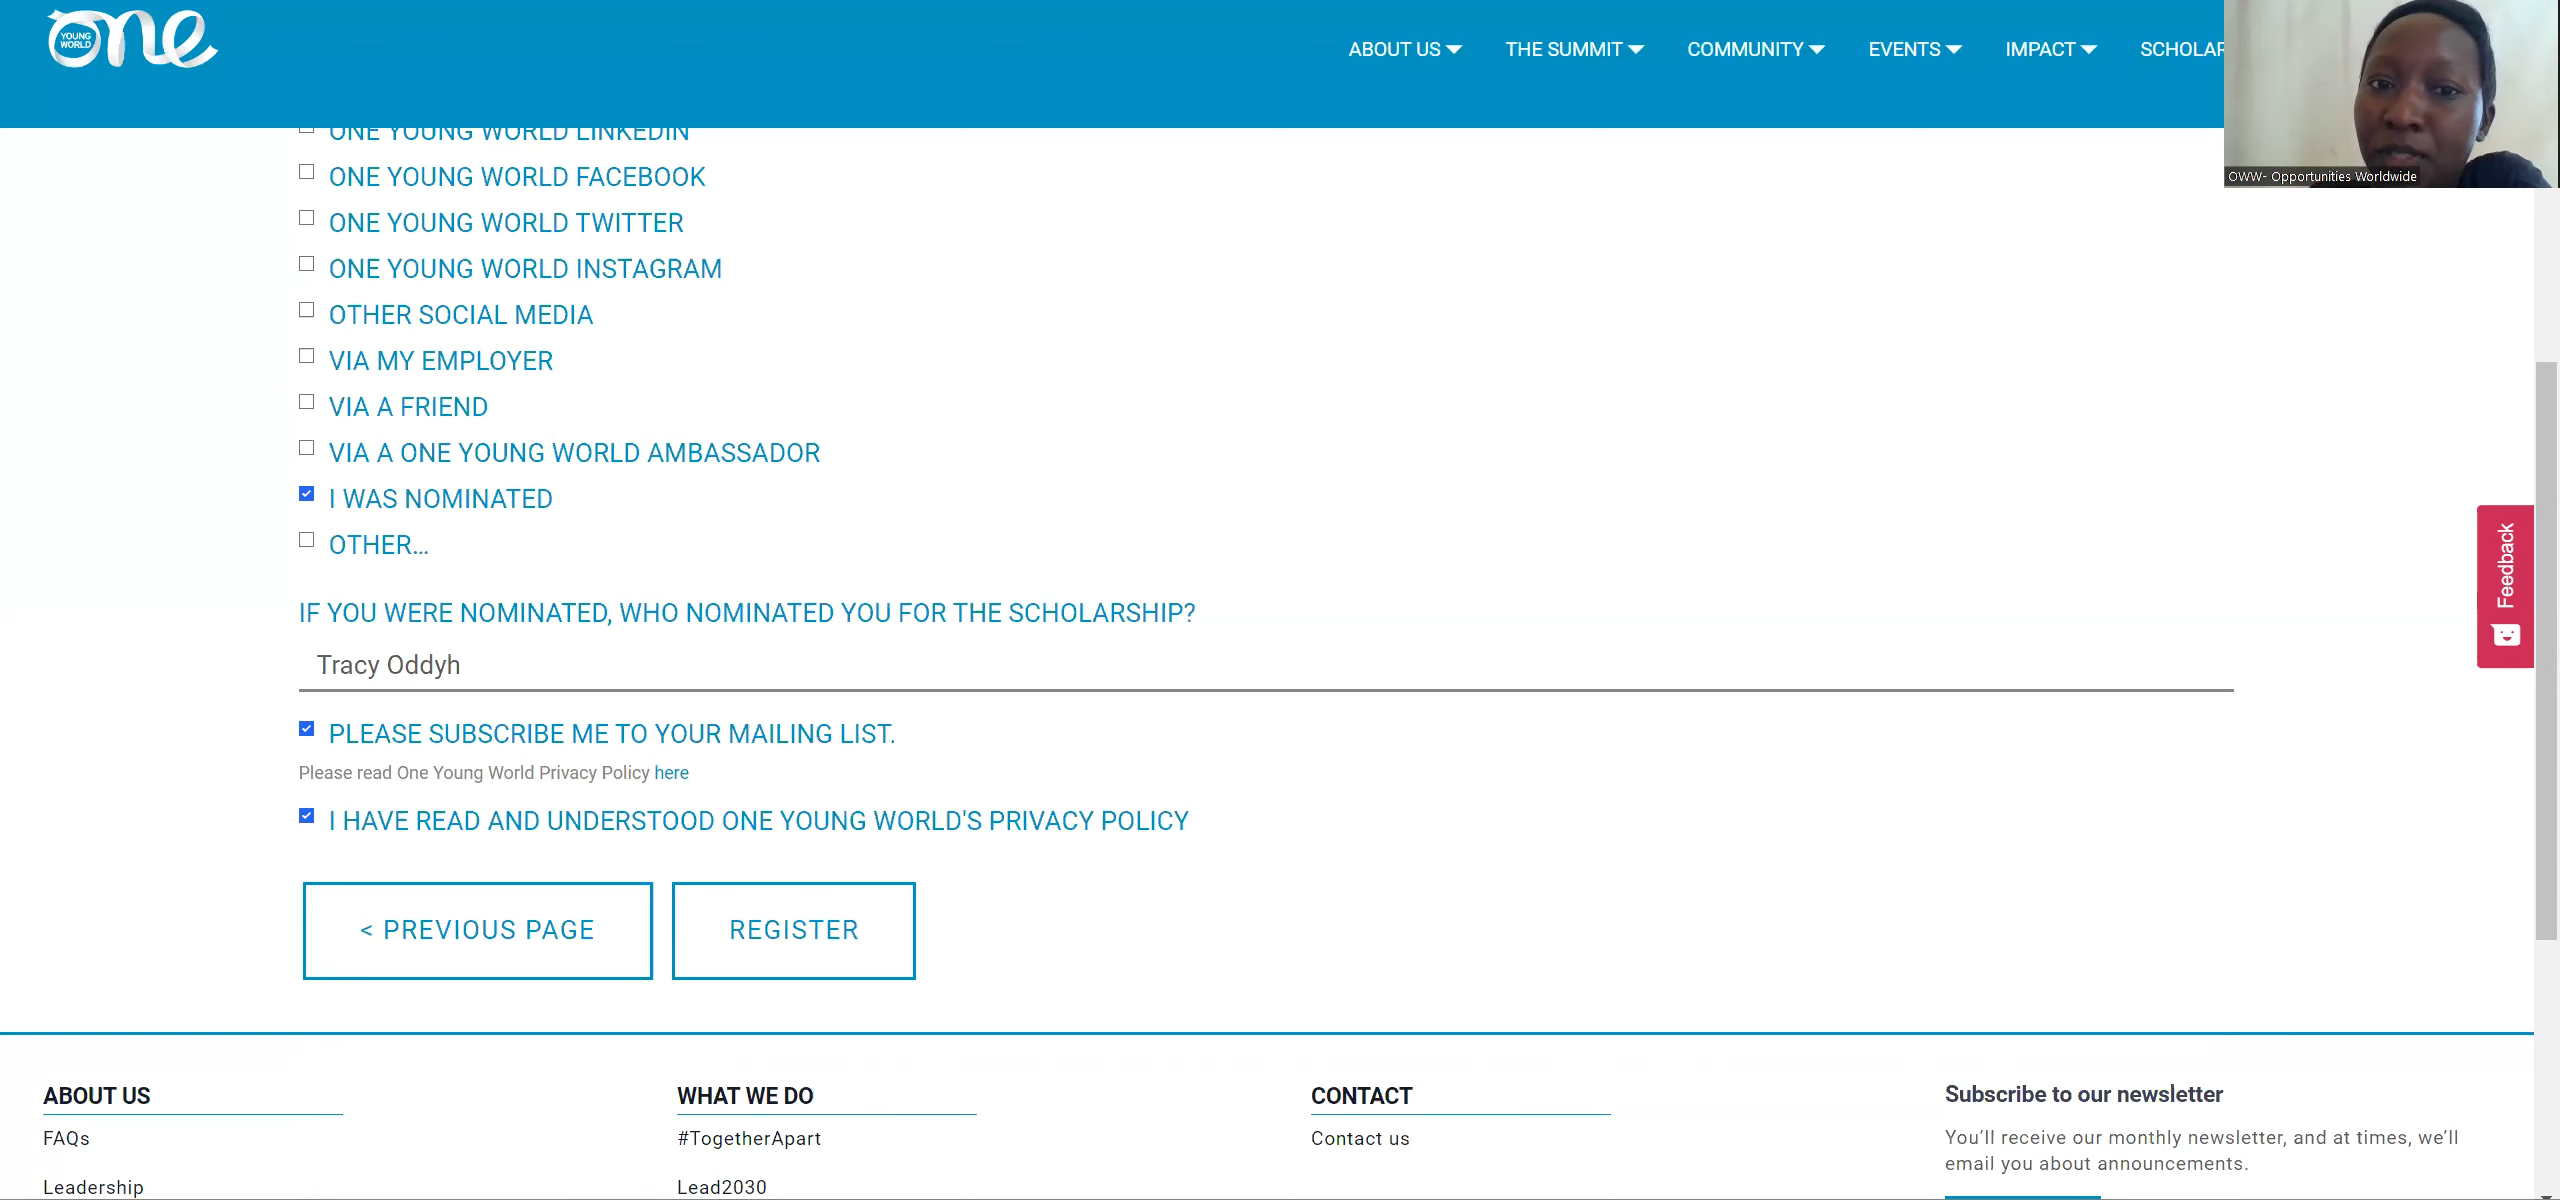 one
YOUNG
WORLD
ABOUT US
THE SUMMIT
COMMUNITY
EVENTS
IMPACT
SCHOLAR
OWW- Opportunities Worldwide
ONE YOUNG WORLD LINKEDIN
ONE YOUNG WORLD FACEBOOK
ONE YOUNG WORLD TWITTER
ONE YOUNG WORLD INSTAGRAM
OTHER SOCIAL MEDIA
VIA MY EMPLOYER
VIA A FRIEND
VIA A ONE YOUNG WORLD AMBASSADOR
I WAS NOMINATED
OTHER...
IF YOU WERE NOMINATED, WHO NOMINATED YOU FOR THE SCHOLARSHIP?
Tracy Oddyh
PLEASE SUBSCRIBE ME TO YOUR MAILING LIST.
Please read One Young World Privacy Policy here
I HAVE READ AND UNDERSTOOD ONE YOUNG WORLD'S PRIVACY POLICY
< PREVIOUS PAGE
REGISTER
Feedback
ABOUT US
FAQs
Leadership
WHAT WE DO
#TogetherApart
Lead2030
CONTACT
Contact us
Subscribe to our newsletter
You’ll receive our monthly newsletter, and at times, we’ll
email you about announcements.